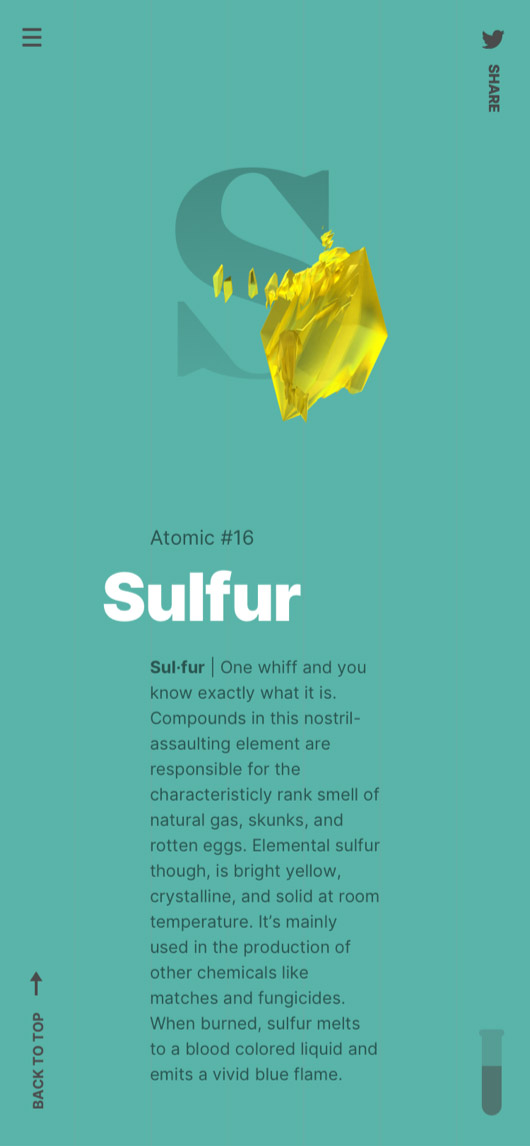 SHARE
S
Atomic #16
Sulfur
Sul·fur | One whiff and you
know exactly what it is.
Compounds in this nostril-
assaulting element are
responsible for the
characteristicly rank smell of
natural gas, skunks, and
rotten eggs. Elemental sulfur
though, is bright yellow,
crystalline, and solid at room
temperature. It’s mainly
used in the production of
other chemicals like
matches and fungicides.
When burned, sulfur melts
to a blood colored liquid and
emits a vivid blue flame.
BACK TO TOP